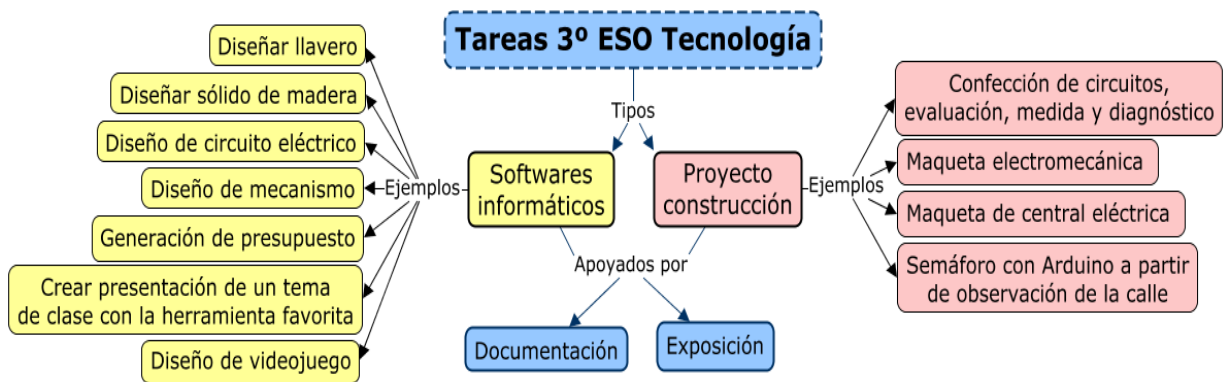 Tareas 3º ESO Tecnología
Tipos
Softwares
informáticos
Proyecto
construcción
Ejemplos
Diseñar llavero
Diseñar sólido de madera
Diseño de circuito eléctrico
Diseño de mecanismo
Generación de presupuesto
Crear presentación de un tema
de clase con la herramienta favorita
Diseño de videojuego
Ejemplos
Confección de circuitos,
evaluación, medida y diagnóstico
Maqueta electromecánica
Maqueta de central eléctrica
Semáforo con Arduino a partir
de observación de la calle
Apoyados por
Documentación
Exposición